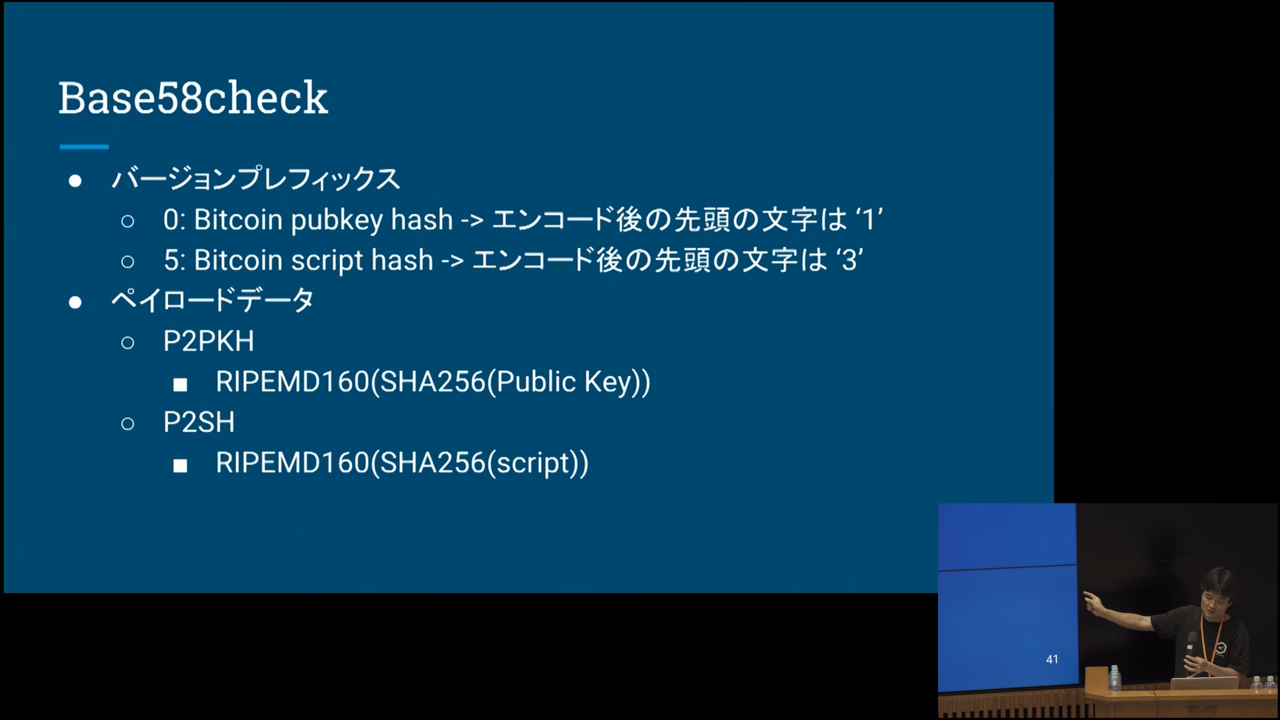 Base58check
● バージョンプレフィックス
○ 0: Bitcoin pubkey hash -> エンコード後の先頭の文字は ‘1’
○ 5: Bitcoin script hash -> エンコード後の先頭の文字は ‘3’
● ペイロードデータ
○ P2PKH
■ RIPEMD160(SHA256(Public Key))
○ P2SH
■ RIPEMD160(SHA256(script))
41